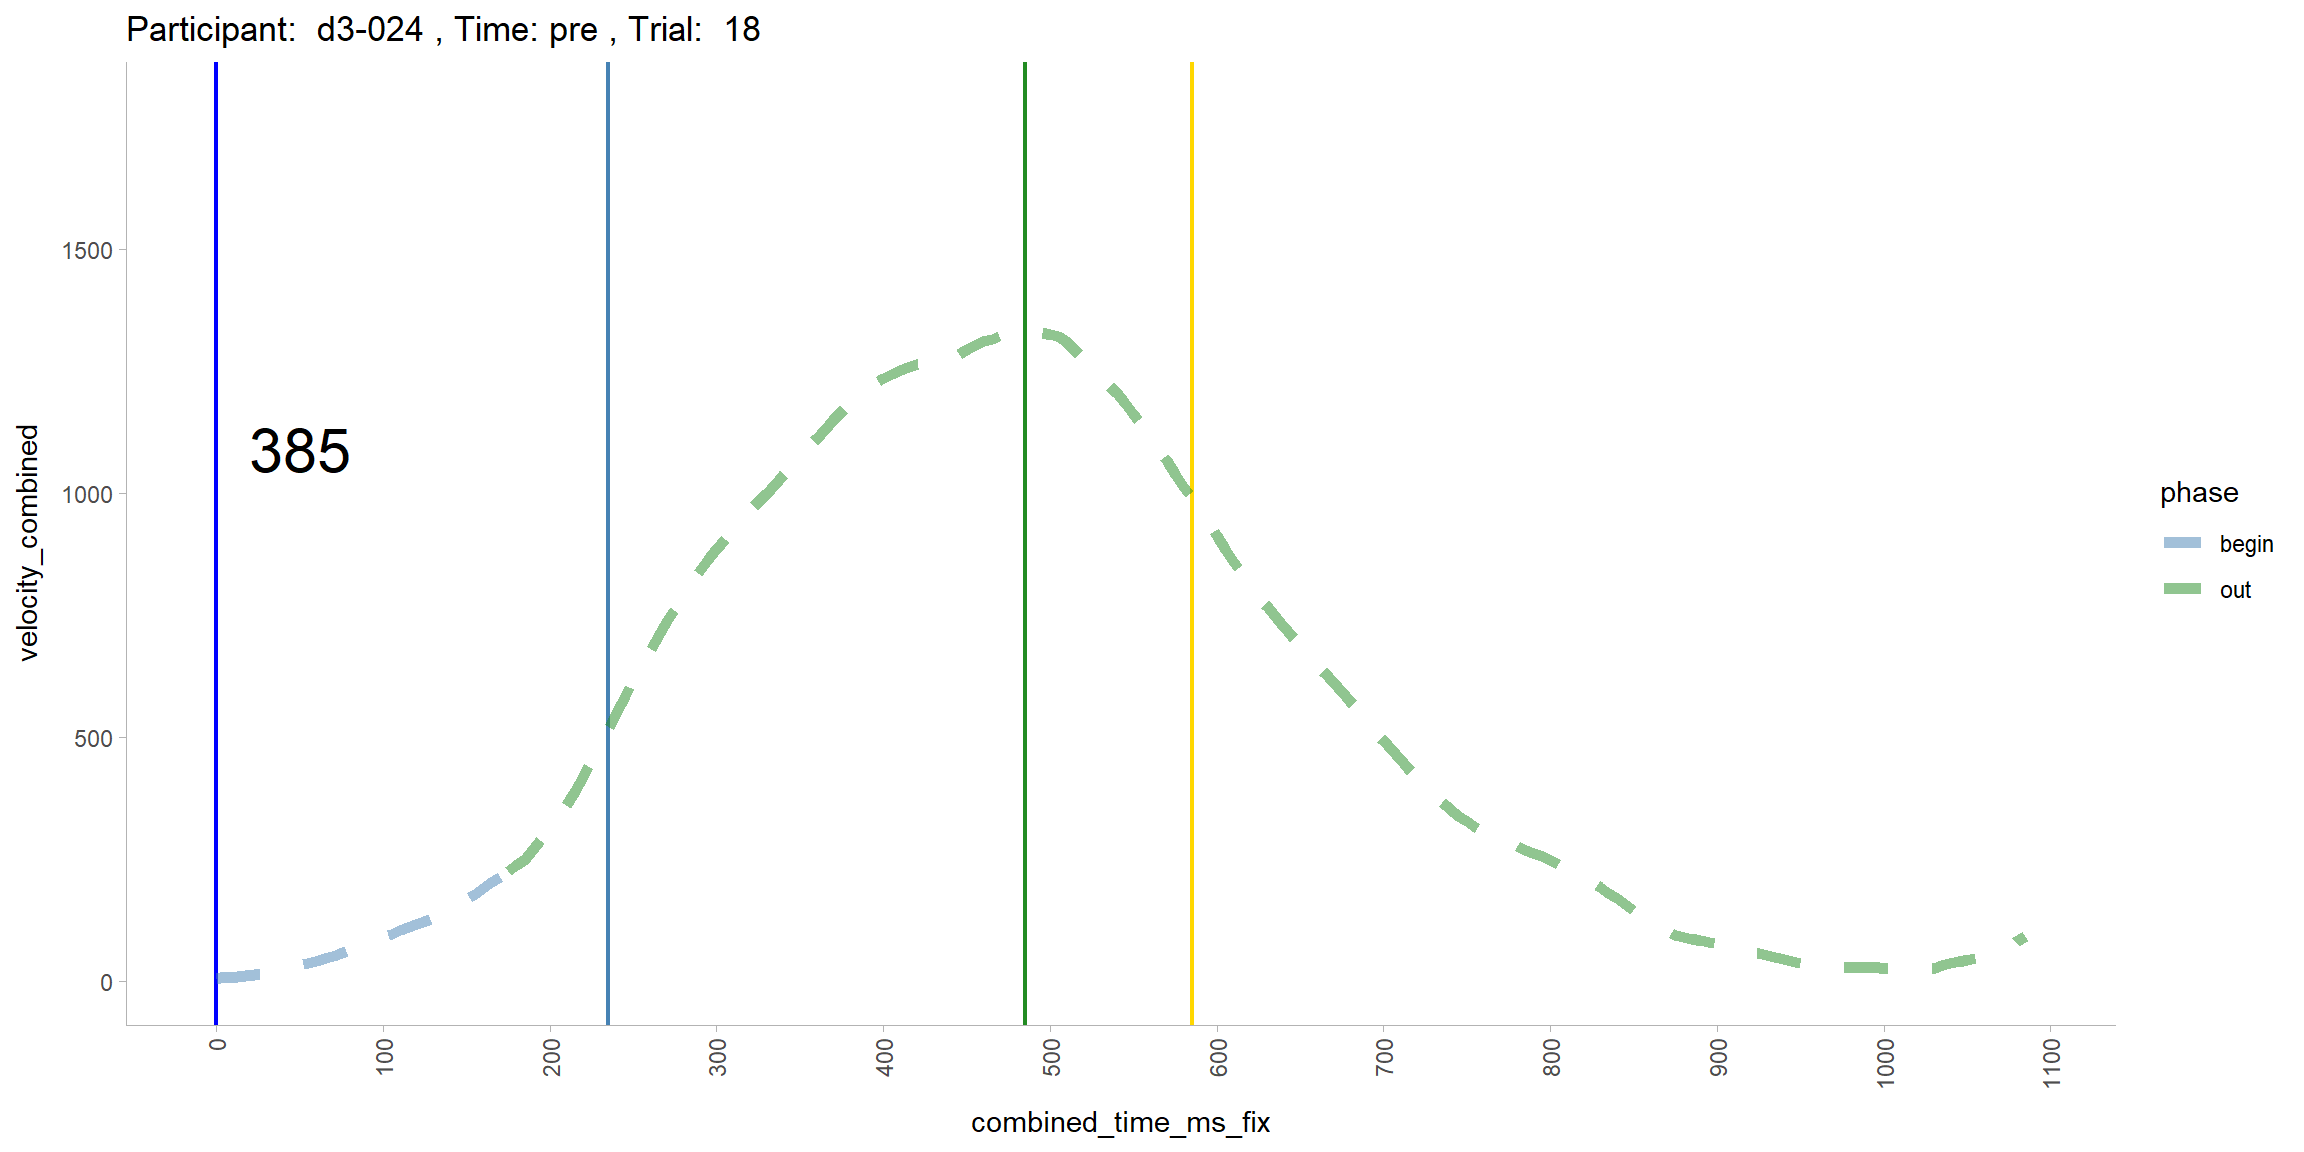 Participant:  d3-024 , Time: pre , Trial:  18
velocity_combined
1500
1000
500
0
385
0 100 200 300 400 500 600 700 800 900 1000 1100
combined_time_ms_fix
phase
begin
out